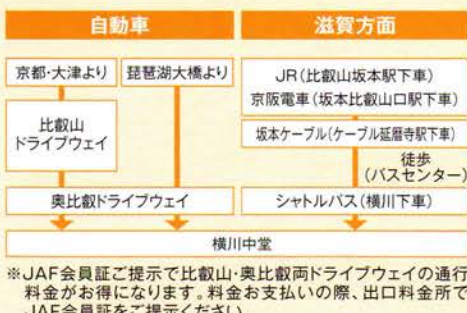 自動車
滋賀方面
京都・大津より
琵琶湖大橋より
比叡山
ドライブウェイ
奥比叡ドライブウェイ
JR(比叡山坂本駅下車)
京阪電車(坂本比叡山口駅下車)
坂本ケーブル(ケーブル延暦寺駅下車)
徒歩
(バスセンター)
シャトルバス(横川下車)
横川中堂
※JAF会員証ご提示で比叡山・奥比叡両ドライブウェイの通行
料金がお得になります。料金お支払いの際、出口料金所で
JAF会員証をご提示ください。